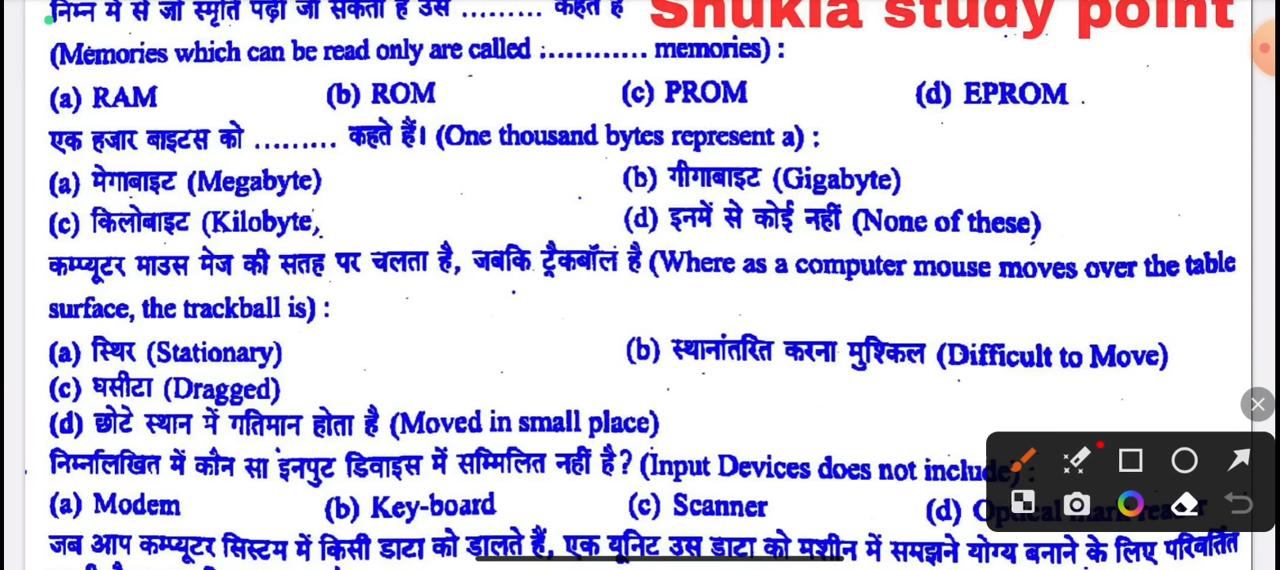 निम्न में से जो स्मृति पढ़ी जा सकती है उसे ......... कहते हैं
Shukla study point
(Memories which can be read only are called ............ memories) :
(a) RAM (b) ROM (c) PROM (d) EPROM .
एक हजार बाइटस को ......... कहते हैं। (One thousand bytes represent a) :
(a) मेगाबाइट (Megabyte) (b) गीगाबाइट (Gigabyte)
(c) किलोबाइट (Kilobyte, (d) इनमें से कोई नहीं (None of these)
कम्प्यूटर माउस मेज की सतह पर चलता है, जबकि ट्रैकबॉल है (Where as a computer mouse moves over the table
surface, the trackball is) :
(a) स्थिर (Stationary) (b) स्थानांतरित करना मुश्किल (Difficult to Move)
(c) घसीटा (Dragged)
(d) छोटे स्थान में गतिमान होता है (Moved in small place)
निम्नलिखित में कौन सा इनपुट डिवाइस में सम्मिलित नहीं है? (Input Devices does not include) :
(a) Modem (b) Key-board (c) Scanner (d) Optical mark reader
जब आप कम्प्यूटर सिस्टम में किसी डाटा को डालते हैं, एक यूनिट उस डाटा को मशीन में समझने योग्य बनाने के लिए परिवर्तित